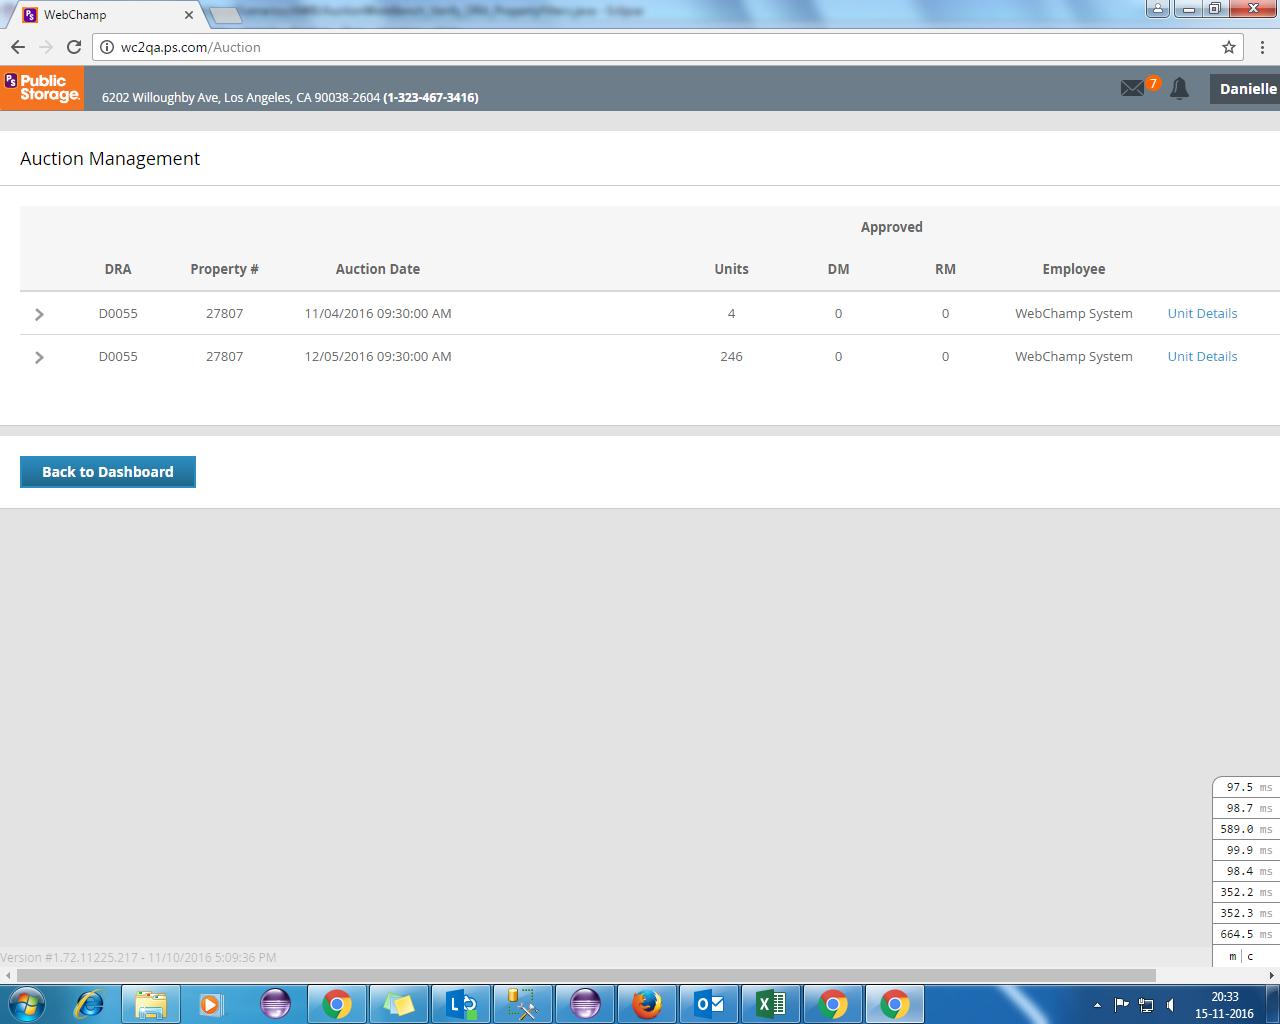 WebChamp
wc2qa.ps.com/Auction
PS Public Storage.
6202 Willoughby Ave, Los Angeles, CA 90038-2604 (1-323-467-3416)
7
Danielle
Auction Management
Approved
DRA Property # Auction Date Units DM RM Employee
D0055 27807 11/04/2016 09:30:00 AM 4 0 0 WebChamp System Unit Details
D0055 27807 12/05/2016 09:30:00 AM 246 0 0 WebChamp System Unit Details
Back to Dashboard
97.5 ms
98.7 ms
589.0 ms
99.9 ms
98.4 ms
352.2 ms
352.3 ms
664.5 ms
m | c
Version #1.72.11225.217 - 11/10/2016 5:09:36 PM
20:33
15-11-2016